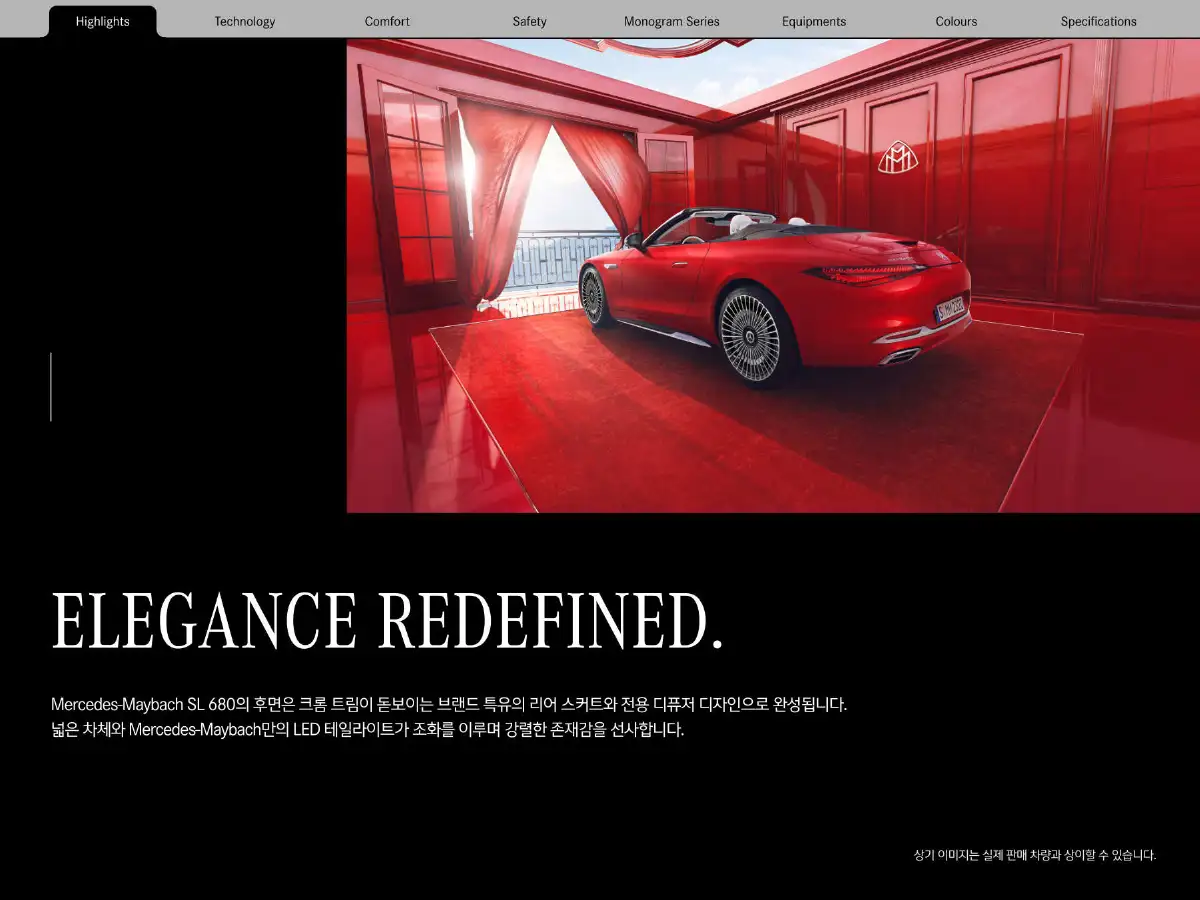 Highlights
Technology
Comfort
Safety
Monogram Series
Equipments
Colours
Specifications
ELEGANCE REDEFINED.
Mercedes-Maybach SL 680의 후면은 크롬 트림이 돋보이는 브랜드 특유의 리어 스커트와 전용 디퓨저 디자인으로 완성됩니다.
넓은 차체와 Mercedes-Maybach만의 LED 테일라이트가 조화를 이루며 강렬한 존재감을 선사합니다.
상기 이미지는 실제 판매 차량과 상이할 수 있습니다.